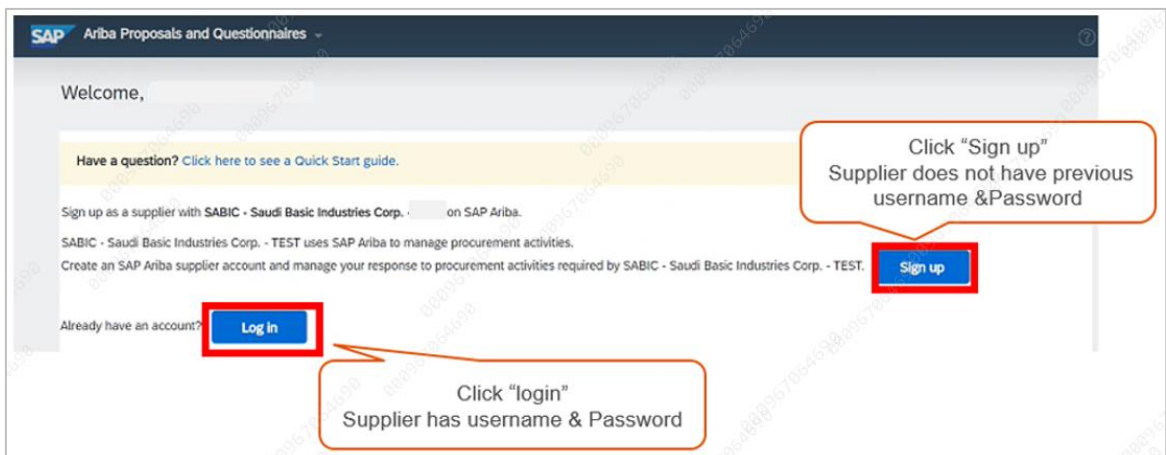 SAP Ariba Proposals and Questionnaires
Welcome,
Have a question? Click here to see a Quick Start guide.
Click “Sign up”
Supplier does not have previous
username &Password
Sign up as a supplier with SABIC - Saudi Basic Industries Corp. - on SAP Ariba.
SABIC - Saudi Basic Industries Corp. - TEST uses SAP Ariba to manage procurement activities.
Create an SAP Ariba supplier account and manage your response to procurement activities required by SABIC - Saudi Basic Industries Corp. - TEST. Sign up
Already have an account? Log in
Click “login”
Supplier has username & Password